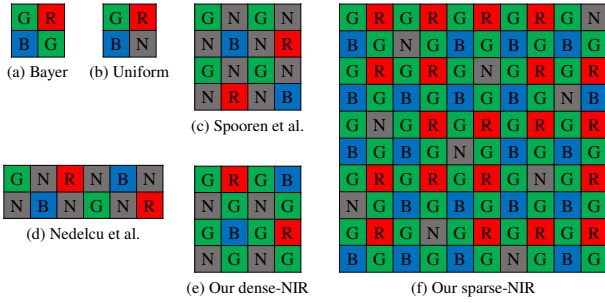 G R
B G
(a) Bayer
G R
B N
(b) Uniform
G N G N
N B N R
G N G N
N R N B
(c) Spooren et al.
G N R N B N
N B N G N R
(d) Nedelcu et al.
G R G B
N G N G
G B G R
N G N G
(e) Our dense-NIR
G R G R G R G R G N
B G N G B G B G B G
G R G R G N G R G R
B G B G B G B G N B
G N G R G R G R G R
B G B G N G B G B G
G R G R G R G N G R
N G B G B G B G B G
G R G N G R G R G R
B G B G B G N G B G
(f) Our sparse-NIR